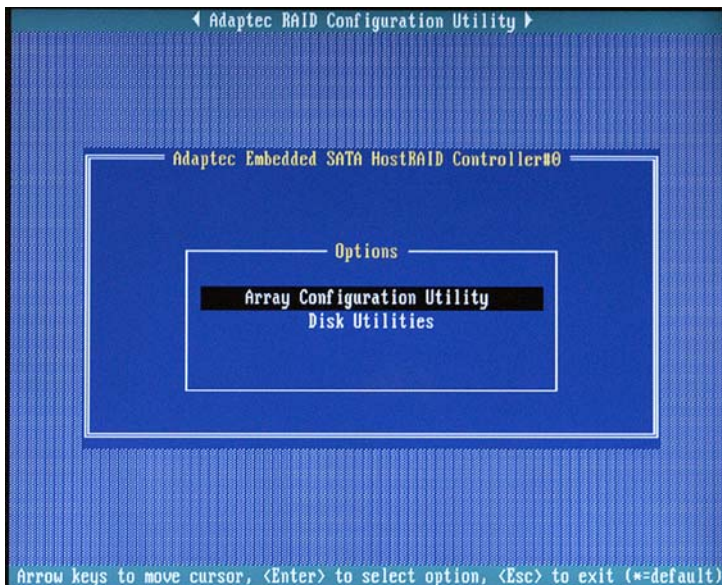 Adaptec RAID Configuration Utility
Adaptec Embedded SATA HostRAID Controller#0
Options
Array Configuration Utility
Disk Utilities
Arrow keys to move cursor, <Enter> to select option, <Esc> to exit (*=default)